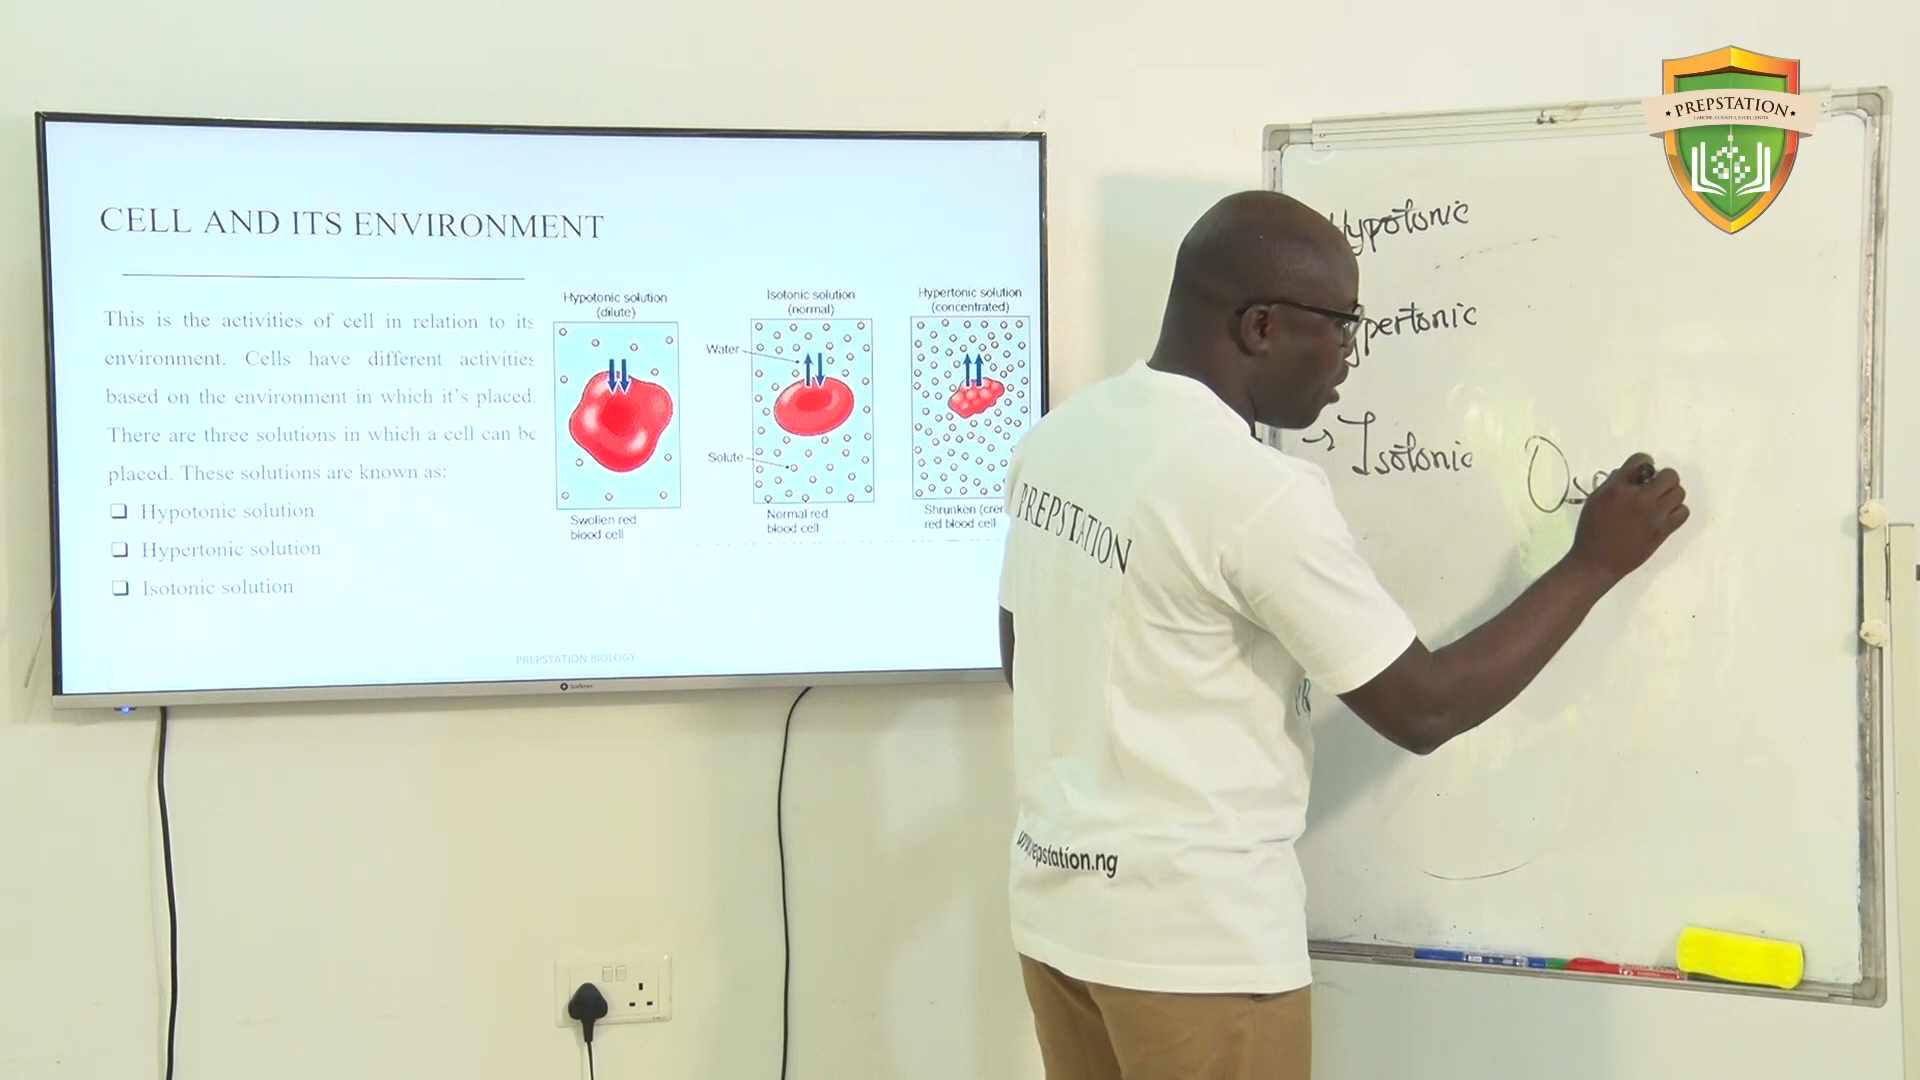 CELL AND ITS ENVIRONMENT
This is the activities of cell in relation to its
environment. Cells have different activities
based on the environment in which it's placed.
There are three solutions in which a cell can be
placed. These solutions are known as:
❑ Hypotonic solution
❑ Hypertonic solution
❑ Isotonic solution
Hypotonic solution
(dilute)
Swollen red
blood cell
Isotonic solution
(normal)
Water
Solute
Normal red
blood cell
Hypertonic solution
(concentrated)
Shrunken (cre
red blood cell
PREPSTATION BIOLOGY
Hypotonic
pertonic
→ Isotonic
PREPSTATION
epstation.ng
PREPSTATION